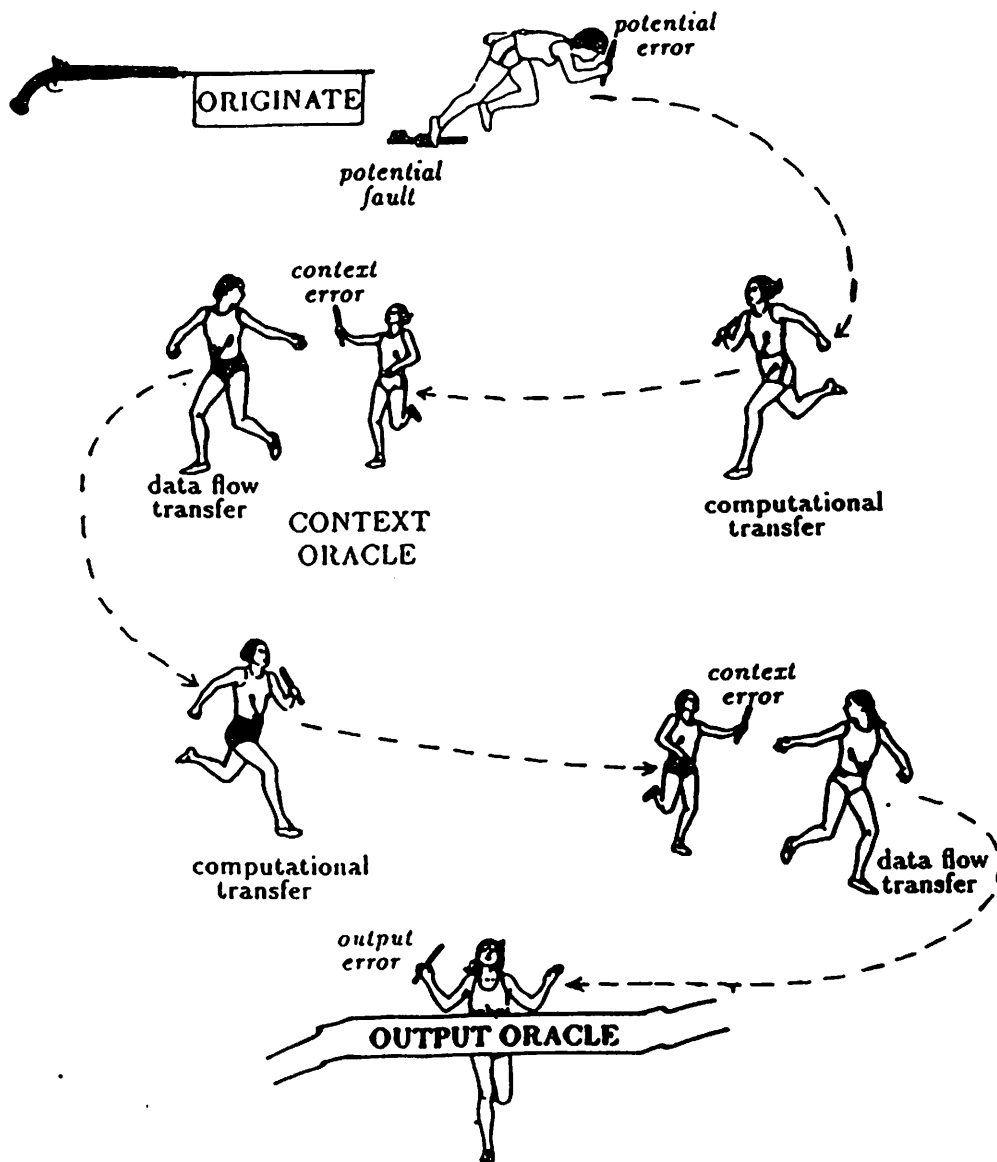 potential
error
ORIGINATE
potential
fault
context
error
data flow
transfer
CONTEXT
ORACLE
computational
transfer
context
error
computational
transfer
data flow
transfer
output
error
OUTPUT ORACLE